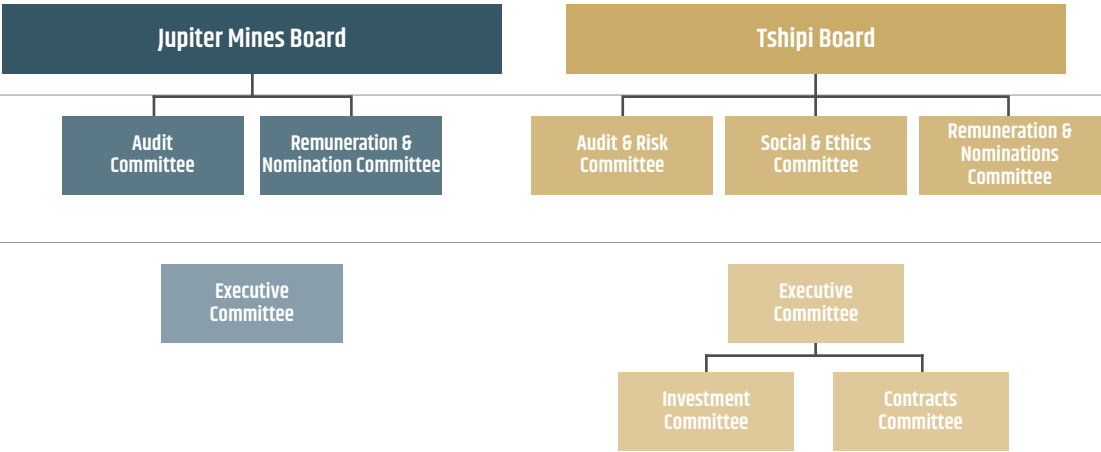 Jupiter Mines Board
Tshipi Board
Audit
Committee
Remuneration &
Nomination Committee
Audit & Risk
Committee
Social & Ethics
Committee
Remuneration &
Nominations
Committee
Executive
Committee
Executive
Committee
Investment
Committee
Contracts
Committee